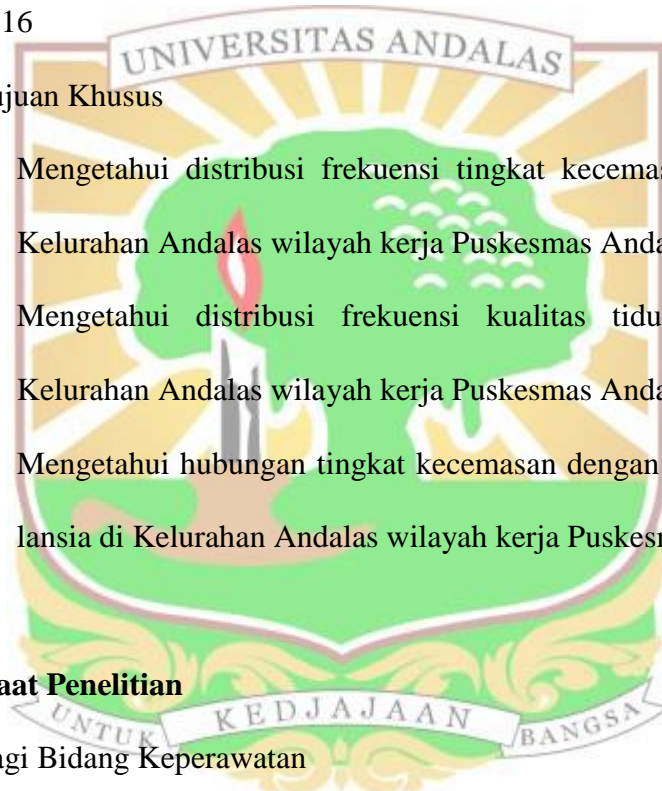 16
UNIVERSITAS ANDALAS
ujuan Khusus
Mengetahui distribusi frekuensi tingkat kecemas
Kelurahan Andalas wilayah kerja Puskesmas Anda
Mengetahui distribusi frekuensi kualitas tidu
Kelurahan Andalas wilayah kerja Puskesmas Anda
Mengetahui hubungan tingkat kecemasan dengan
lansia di Kelurahan Andalas wilayah kerja Puskesm
aat Penelitian
UNTUK KEDJAJAAN BANGSA
agi Bidang Keperawatan